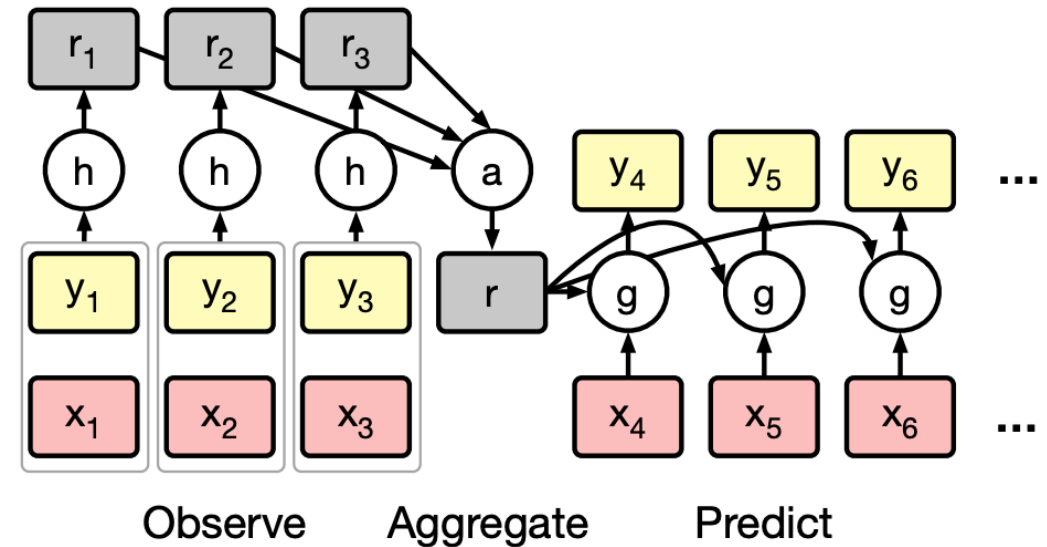 r₁ r₂ r₃
h h h a
y₄ y₅ y₆ ...
y₁ y₂ y₃ r g g g
x₁ x₂ x₃ x₄ x₅ x₆ ...
Observe Aggregate Predict